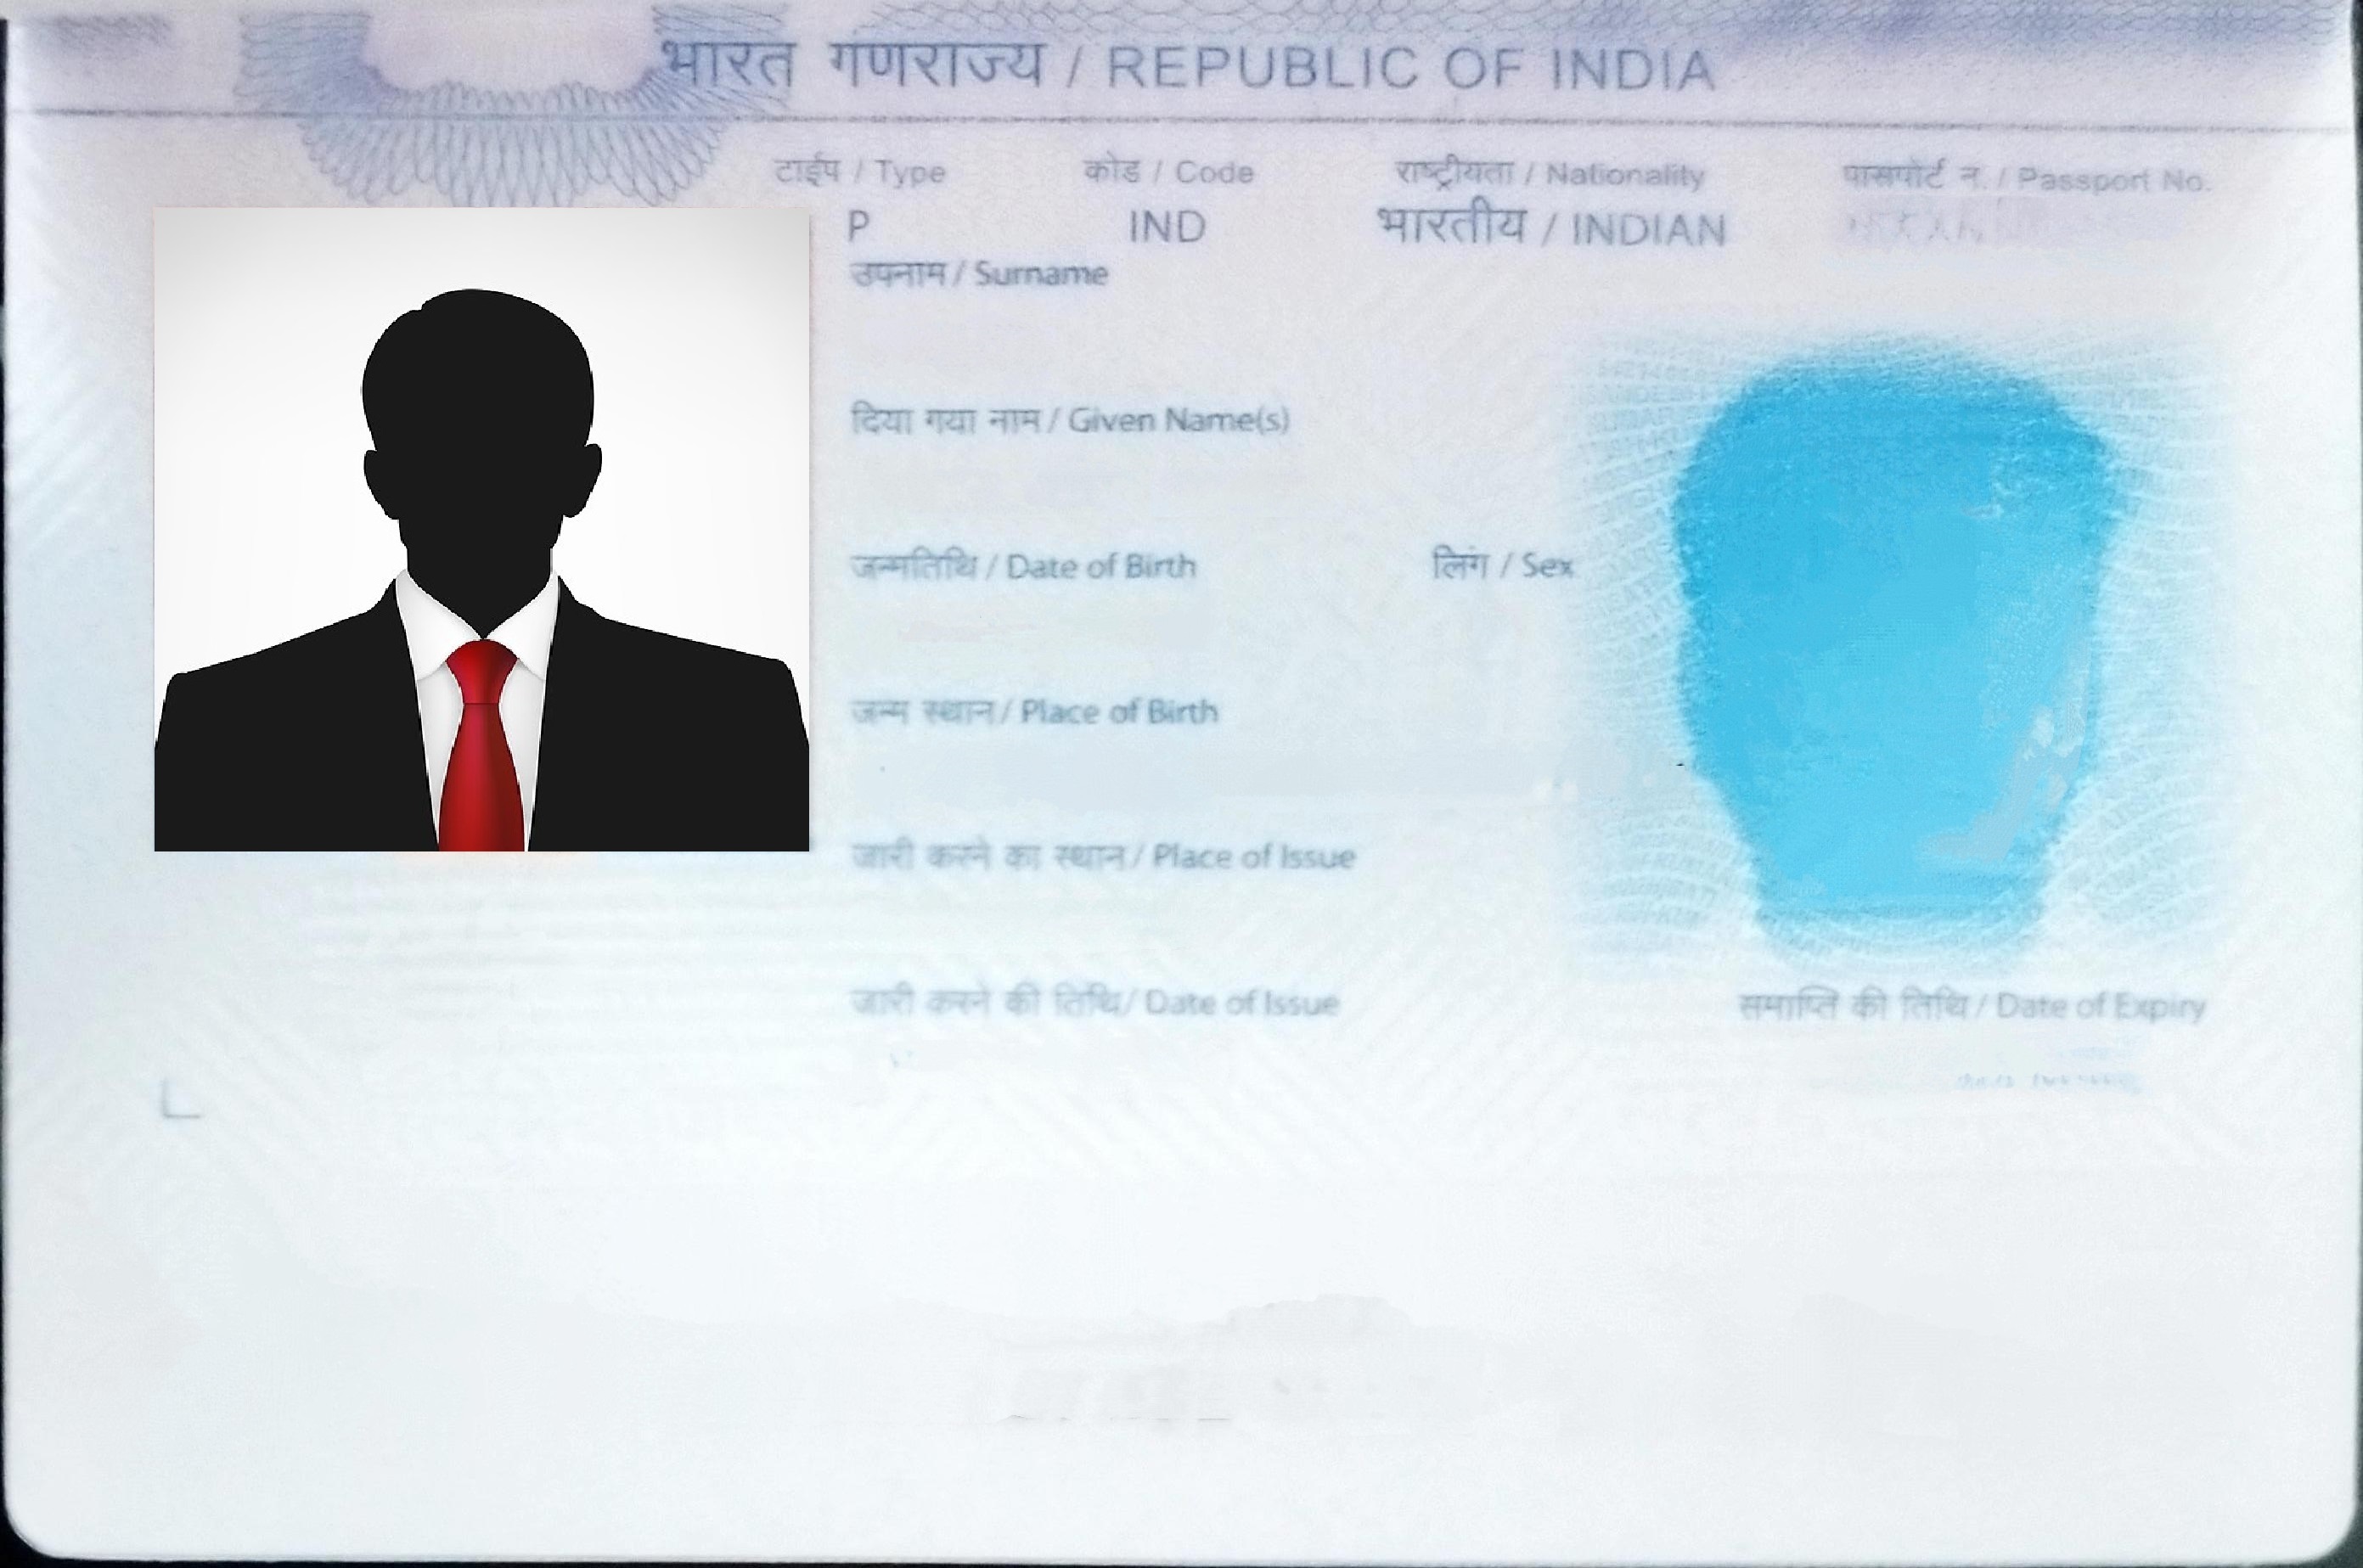 भारत गणराज्य / REPUBLIC OF INDIA
टाईप / Type कोड / Code राष्ट्रीयता / Nationality पासपोर्ट न. / Passport No.
P IND भारतीय / INDIAN
उपनाम / Surname
दिया गया नाम / Given Name(s)
जन्मतिथि / Date of Birth लिंग / Sex
जन्म स्थान / Place of Birth
जारी करने का स्थान / Place of Issue
जारी करने की तिथि / Date of Issue समाप्ति की तिथि / Date of Expiry